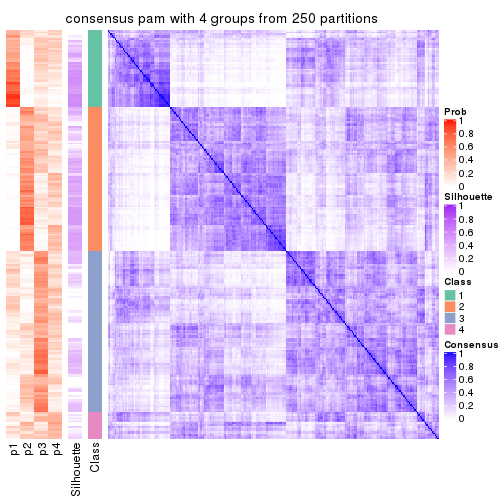 consensus pam with 4 groups from 250 partitions
Prob
1
0.8
0.6
0.4
0.2
0
Silhouette
1
0.8
0.6
0.4
0.2
0
Class
1
2
3
4
Consensus
1
0.8
0.6
0.4
0.2
0
p1
p2
p3
p4
Silhouette
Class